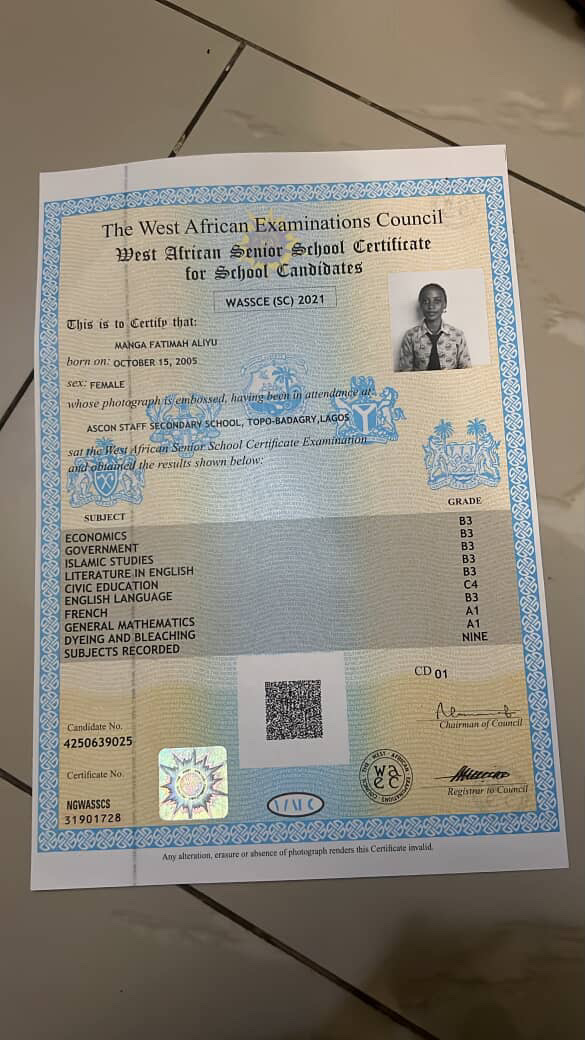 The West African Examinations Council
West African Senior School Certificate
for School Candidates
WASSCE (SC) 2021
This is to Certify that:
MANGA FATIMAH ALIYU
born on: OCTOBER 15, 2005
sex: FEMALE
whose photograph is embossed, having been in attendance at
ASCON STAFF SECONDARY SCHOOL, TOPO-BADAGRY,LAGOS
sat the West African Senior School Certificate Examination
and obtained the results shown below:
SUBJECT GRADE
ECONOMICS B3
GOVERNMENT B3
ISLAMIC STUDIES B3
LITERATURE IN ENGLISH B3
CIVIC EDUCATION B3
ENGLISH LANGUAGE C4
FRENCH B3
GENERAL MATHEMATICS A1
DYEING AND BLEACHING A1
SUBJECTS RECORDED NINE
CD 01
Chairman of Council
Candidate No.
4250639025
Certificate No.
NGWASSCS
31901728
WAEC
THE WEST AFRICAN EXAMINATIONS COUNCIL
waec
Registrar to Council
Any alteration, erasure or absence of photograph renders this Certificate invalid.